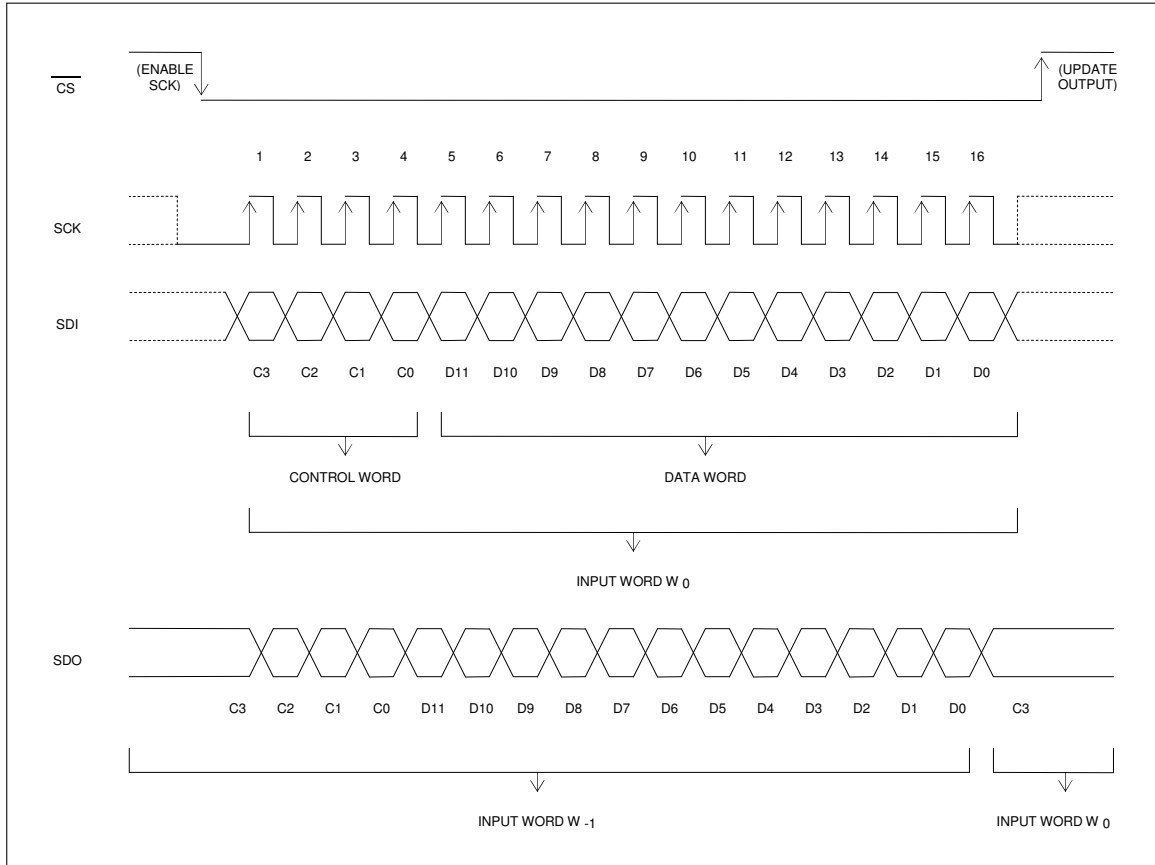 (ENABLE
SCK)
CS
(UPDATE
OUTPUT)
1 2 3 4 5 6 7 8 9 10 11 12 13 14 15 16
SCK
SDI
C3 C2 C1 C0 D11 D10 D9 D8 D7 D6 D5 D4 D3 D2 D1 D0
CONTROL WORD DATA WORD
INPUT WORD W 0
SDO
C3 C2 C1 C0 D11 D10 D9 D8 D7 D6 D5 D4 D3 D2 D1 D0 C3
INPUT WORD W -1 INPUT WORD W 0